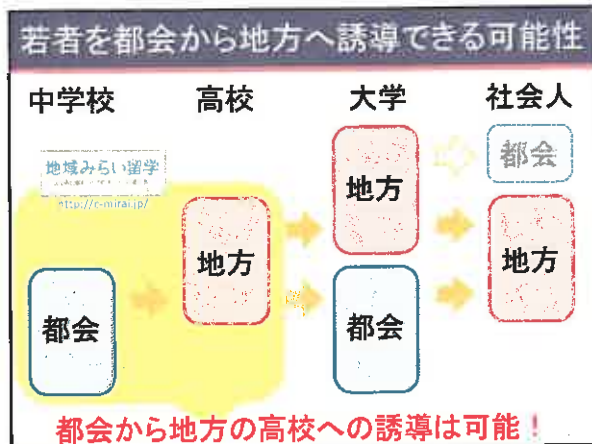 若者を都会から地方へ誘導できる可能性
中学校 高校 大学 社会人
地域みらい留学
http://c-mirai.jp/
都会
地方
地方
都会
都会
地方
都会から地方の高校への誘導は可能！